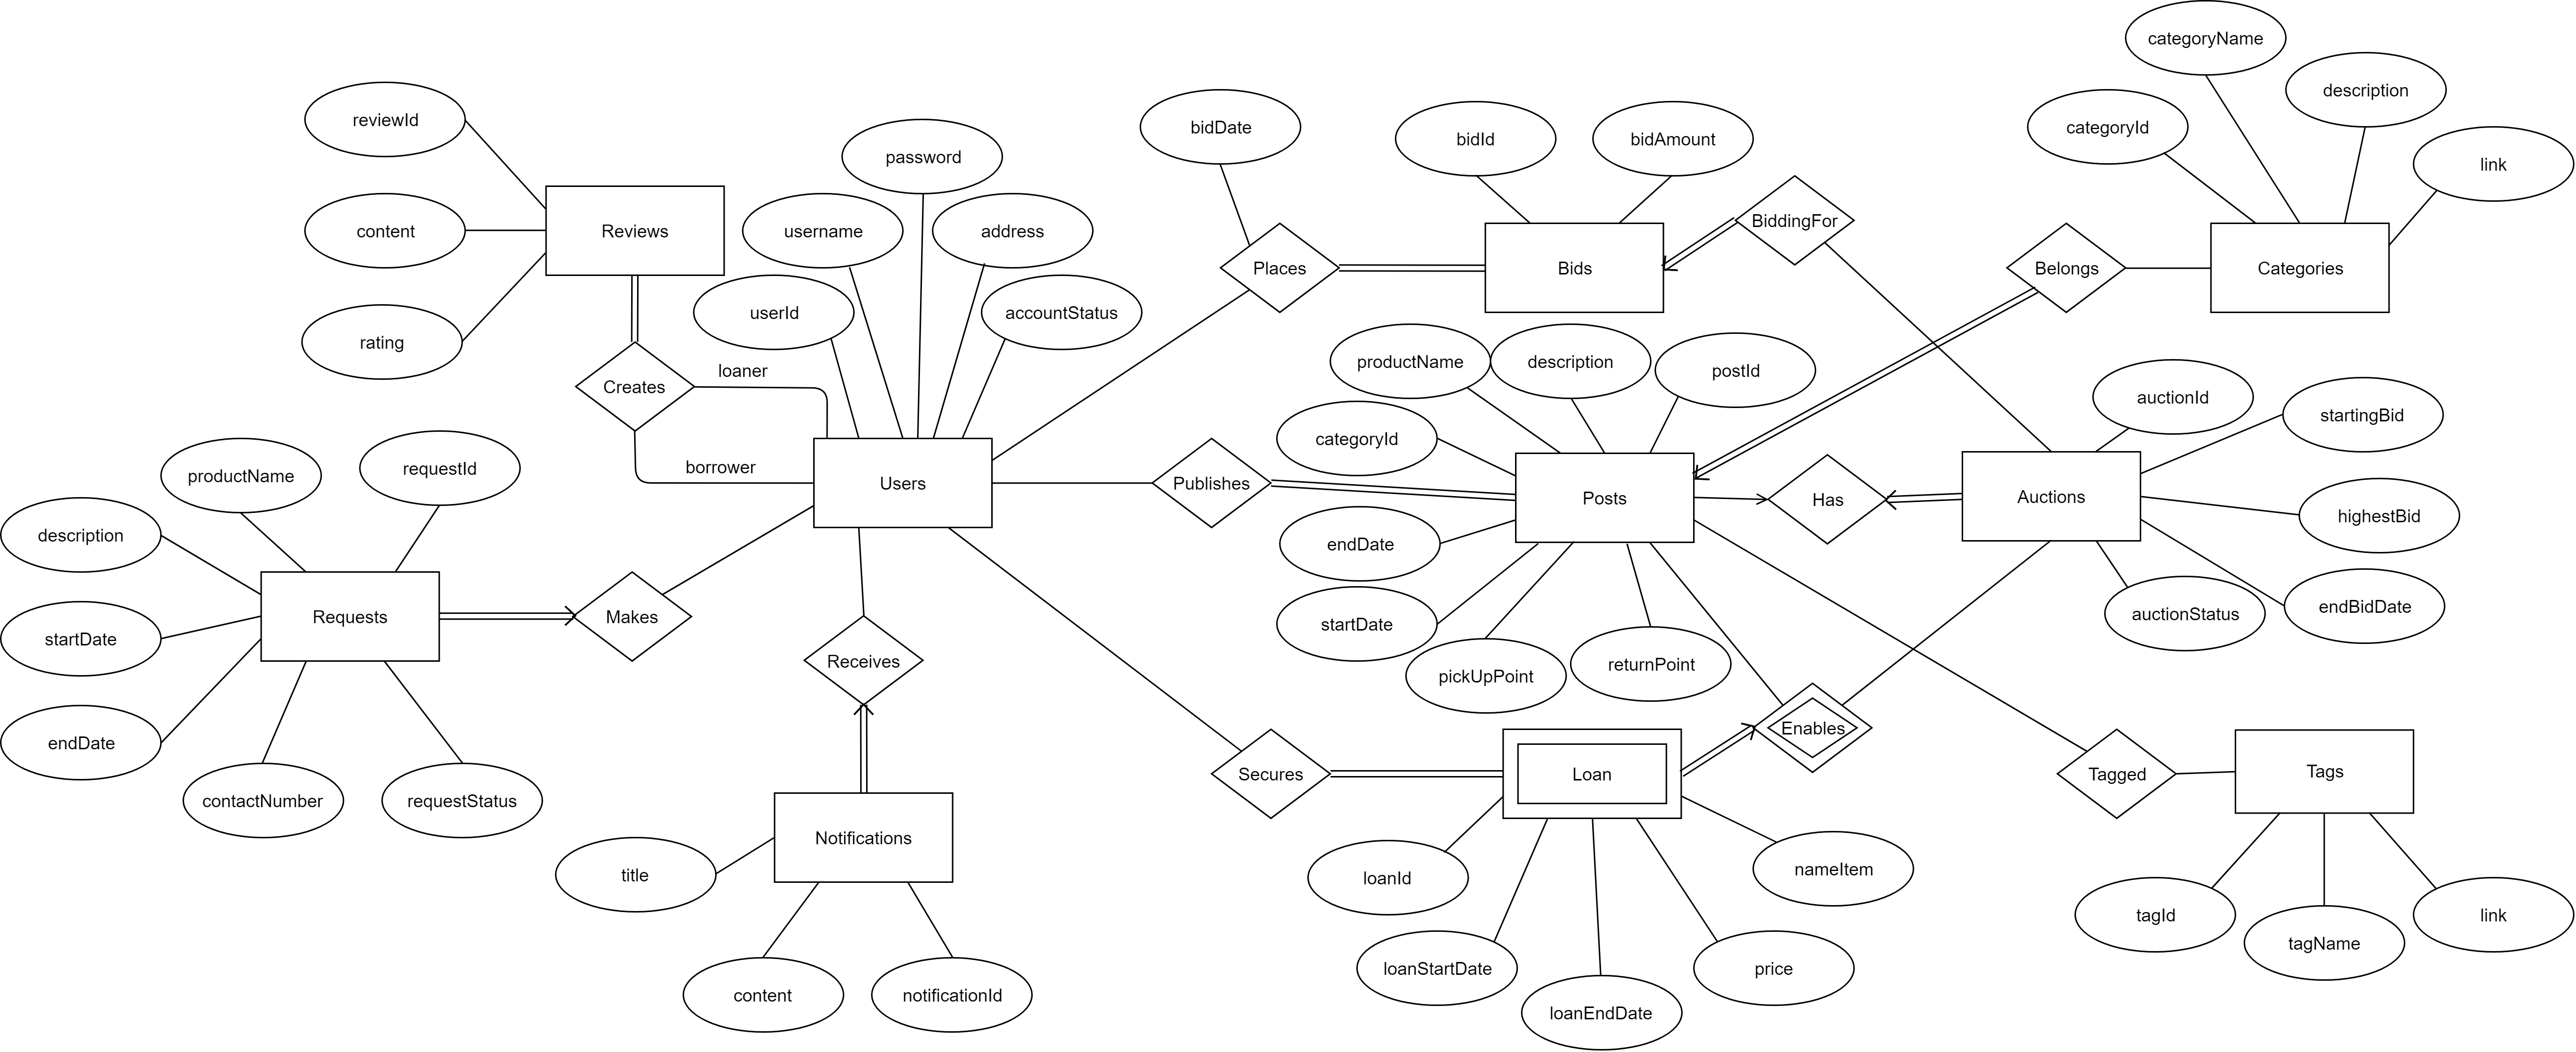 categoryName
description
reviewId
password
bidDate
bidId
bidAmount
categoryId
link
content
Reviews
username
address
BiddingFor
Places
Bids
Belongs
Categories
userId
accountStatus
rating
productName
description
postId
Creates
loaner
auctionId
startingBid
categoryId
borrower
requestId
productName
Users
Publishes
Posts
Has
Auctions
highestBid
description
endDate
auctionStatus
endBidDate
Requests
Makes
startDate
startDate
Receives
pickUpPoint
returnPoint
endDate
Enables
Secures
Loan
Tagged
Tags
contactNumber
requestStatus
Notifications
title
loanId
nameItem
tagId
tagName
link
content
notificationId
loanStartDate
loanEndDate
price